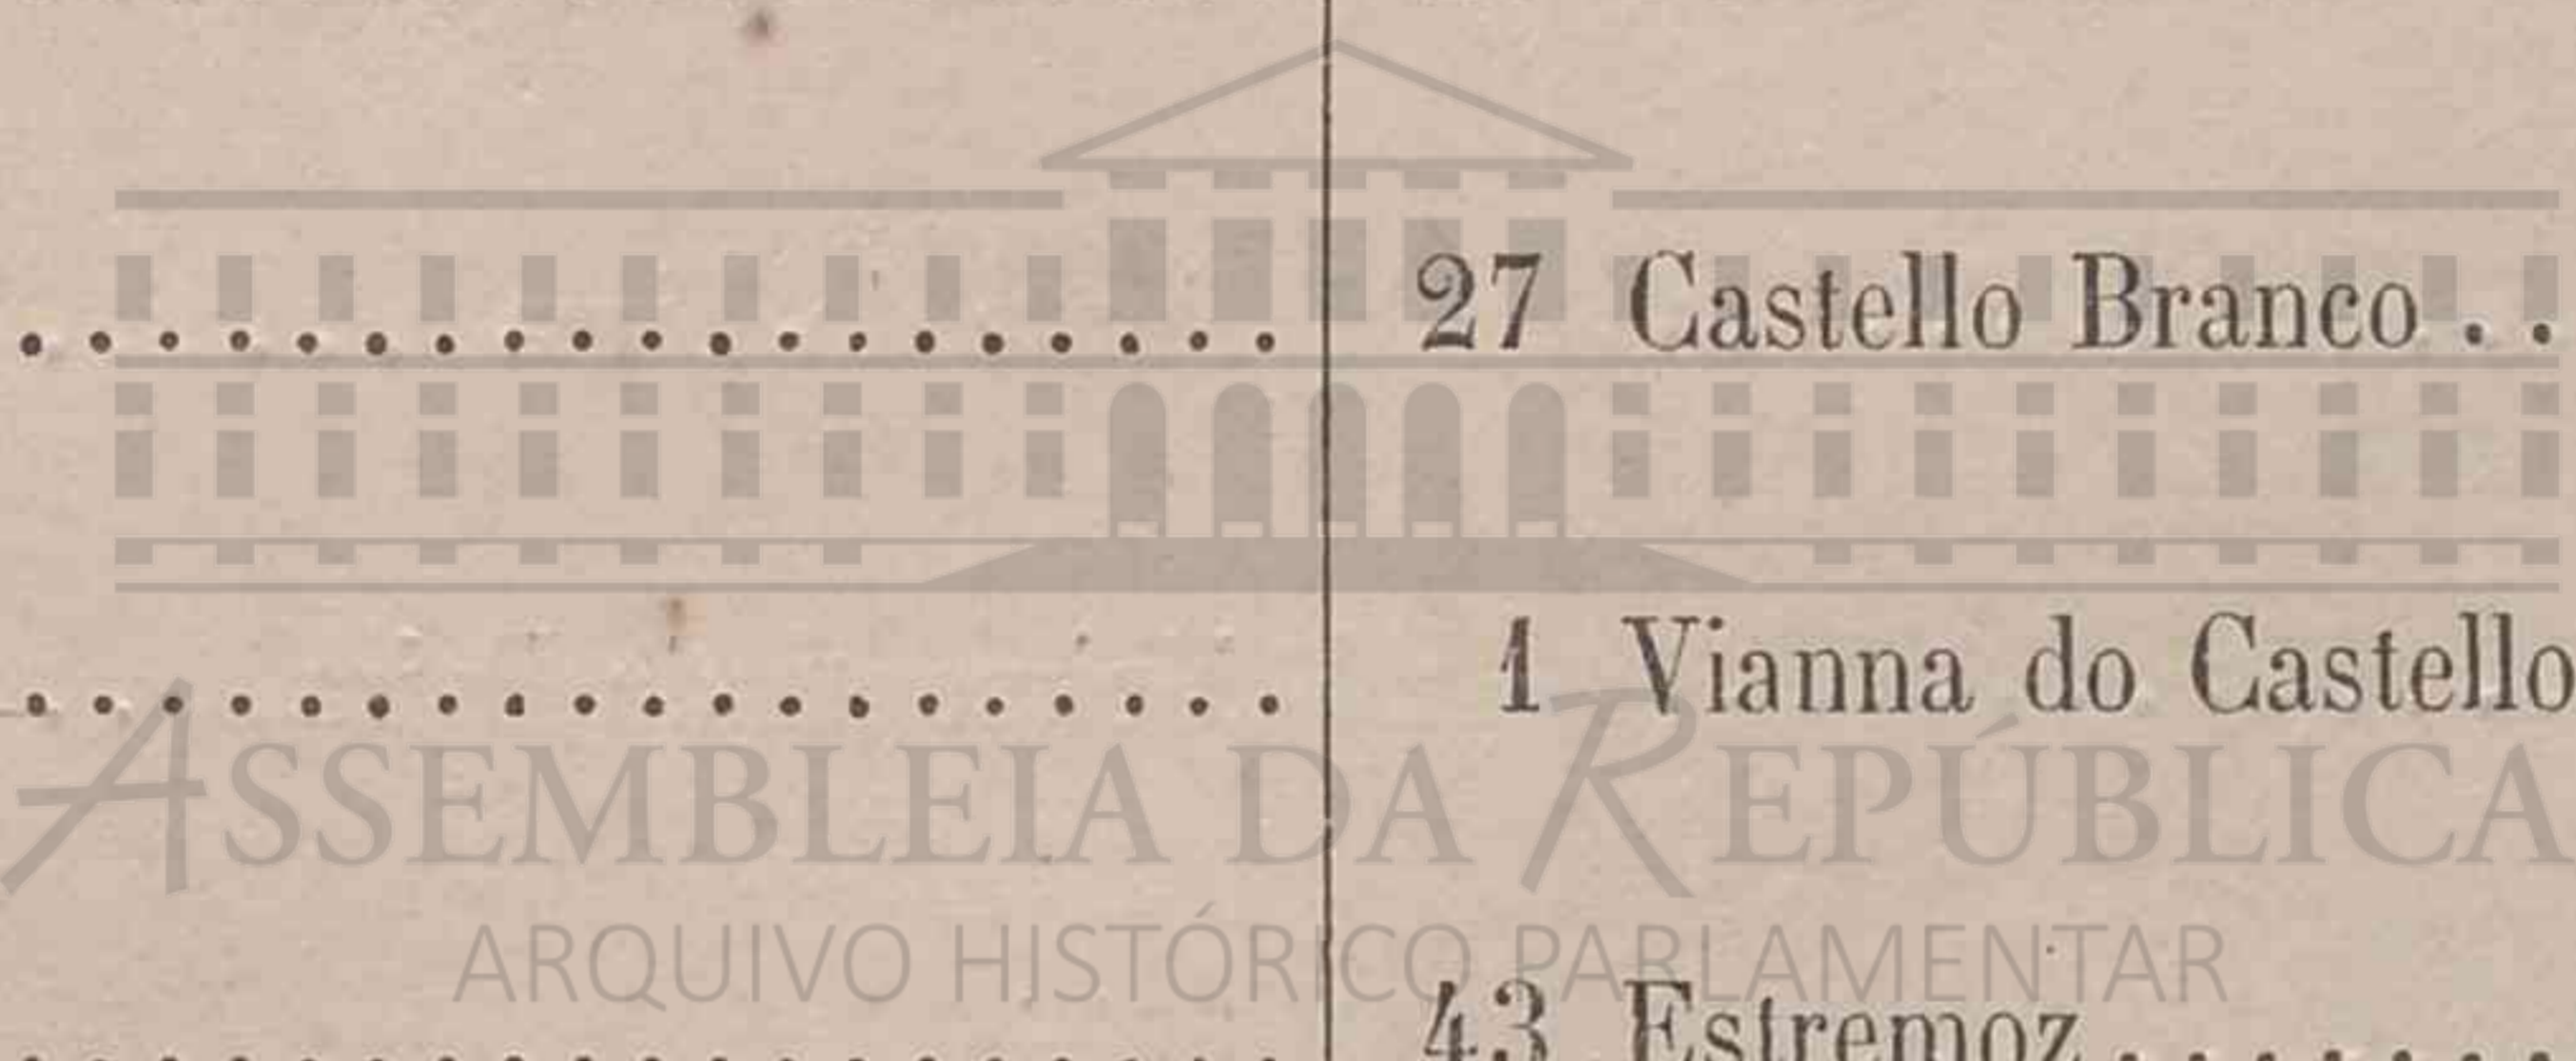 ................... 27 Castello Branco ..
................... 1 Vianna do Castello
ASSEMBLEIA DA REPÚBLICA
ARQUIVO HISTÓRICO PARLAMENTAR
................... 43 Estremoz .......